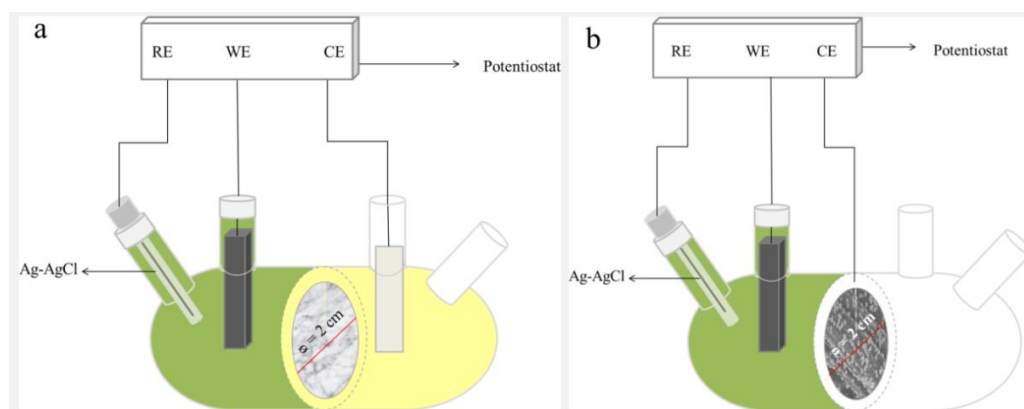 a
RE WE CE
Potentiostat
Ag-AgCl
ø = 2 cm
b
RE WE CE
Potentiostat
Ag-AgCl
ø = 2 cm